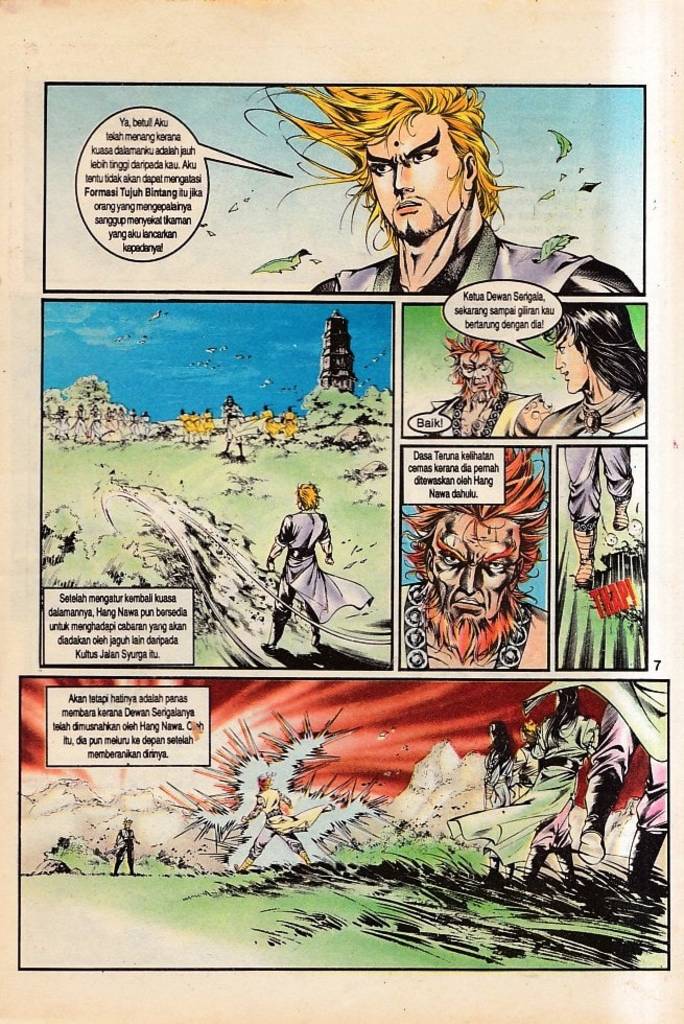 Ya, betul! Aku
telah menang kerana
kuasa dalamanku adalah jauh
lebih tinggi daripada kau. Aku
tentu tidak akan dapat mengatasi
Formasi Tujuh Bintang itu jika
orang yang mengepalainya
sanggup menyekat tikaman
yang aku lancarkan
kepadanya!
Ketua Dewan Serigala,
sekarang sampai giliran kau
bertarung dengan dia!
Baik!
Setelah mengatur kembali kuasa
dalamannya, Hang Nawa pun bersedia
untuk menghadapi cabaran yang akan
diadakan oleh jaguh lain daripada
Kultus Jalan Syurga itu.
Dasa Teruna kelihatan
cemas kerana dia pernah
ditewaskan oleh Hang
Nawa dahulu.
TRAP!
7
Akan tetapi hatinya adalah panas
membara kerana Dewan Serigalanya
telah dimusnahkan oleh Hang Nawa. Oleh
itu, dia pun meluru ke depan setelah
memberanikan dirinya.